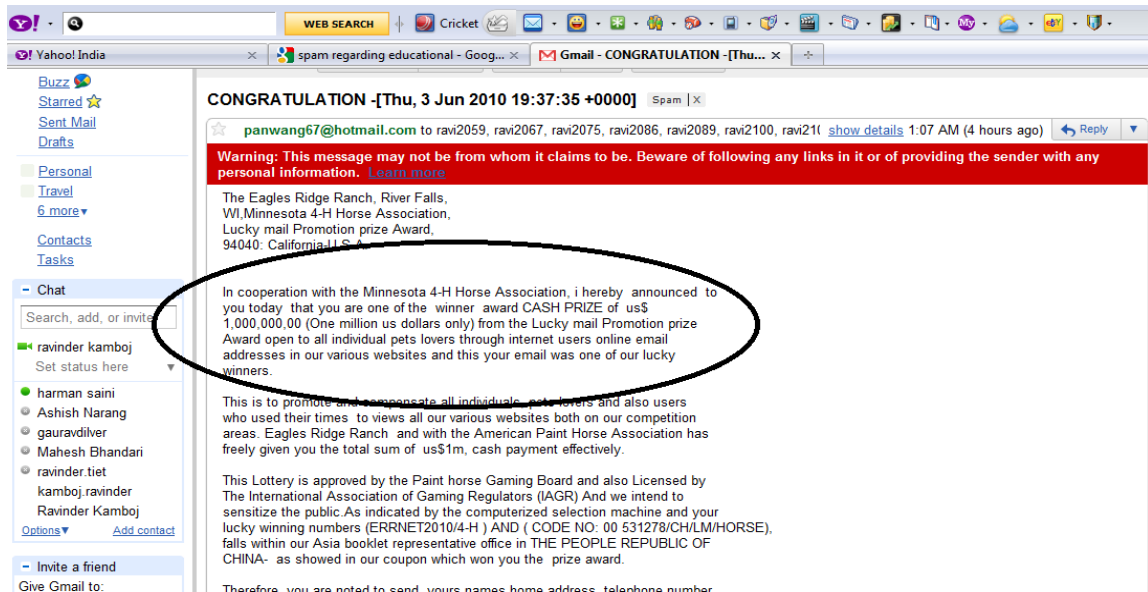 WEB SEARCH
Cricket
Yahoo! India
spam regarding educational - Goog...
Gmail - CONGRATULATION -[Thu...
Buzz
Starred
Sent Mail
Drafts
Personal
Travel
6 more
Contacts
Tasks
Chat
Search, add, or invite
ravinder kamboj
Set status here
harman saini
Ashish Narang
gauravdilver
Mahesh Bhandari
ravinder.tiet
kamboj.ravinder
Ravinder Kamboj
Options Add contact
Invite a friend
Give Gmail to:
CONGRATULATION -[Thu, 3 Jun 2010 19:37:35 +0000] Spam X
panwang67@hotmail.com to ravi2059, ravi2067, ravi2075, ravi2086, ravi2089, ravi2100, ravi21( show details 1:07 AM (4 hours ago) Reply
Warning: This message may not be from whom it claims to be. Beware of following any links in it or of providing the sender with any
personal information. Learn more
The Eagles Ridge Ranch, River Falls,
WI,Minnesota 4-H Horse Association,
Lucky mail Promotion prize Award,
94040: California-U.S.A.
In cooperation with the Minnesota 4-H Horse Association, i hereby announced to
you today that you are one of the winner award CASH PRIZE of us$
1,000,000,00 (One million us dollars only) from the Lucky mail Promotion prize
Award open to all individual pets lovers through internet users online email
addresses in our various websites and this your email was one of our lucky
winners.
This is to promote and compensate all individuals, pets lovers and also users
who used their times to views all our various websites both on our competition
areas. Eagles Ridge Ranch and with the American Paint Horse Association has
freely given you the total sum of us$1m, cash payment effectively.
This Lottery is approved by the Paint horse Gaming Board and also Licensed by
The International Association of Gaming Regulators (IAGR) And we intend to
sensitize the public.As indicated by the computerized selection machine and your
lucky winning numbers (ERRNET2010/4-H ) AND ( CODE NO: 00 531278/CH/LM/HORSE),
falls within our Asia booklet representative office in THE PEOPLE REPUBLIC OF
CHINA- as showed in our coupon which won you the prize award.
Therefore, you are noted to send, yours names home address, telephone number